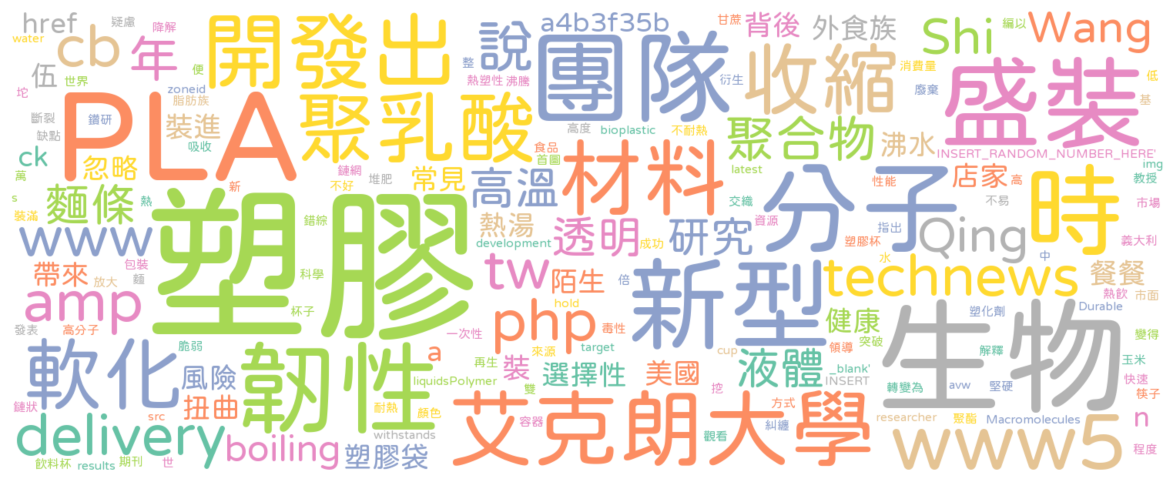 href
疑慮
降解
water
cb
年
開發出
說
整
熱塑性
沸騰
a4b3f35b
甘蔗
背後
外食族
編以
Shi
Wang
伍
世界
便
zoneid
團隊
收縮
衍生
消費量
廢棄
低
基
坨
PLA
脂肪族
聚乳酸
盛裝
斷裂
鑽研
裝進
吸收
缺點
ck
忽略
高度
bioplastic
不耐熱
聚合物
沸水
INSERT_RANDOM_NUMBER_HERE'
萬
鏈網
常見
食品
首圖
材料
latest
店家
img
教授
s
新
不好
堆肥
高溫
分子
性能
高
時
裝滿
麵條
熱
塑膠
錯綜
熱湯
透明
研究
交織
資源
指出
不易
市場
www
development
成功
塑膠杯
Qing
義大利
帶來
包裝
麵
科學
tw
陌生
倍
新型
水
technews
中
餐餐
放大
amp
杯子
hold
熱飲
市面
發表
高分子
php
毒性
塑化劑
Durable
健康
突破
生物
變得
軟化
脆弱
韌性
一次性
來源
a
再生
target
cup
領導
解釋
玉米
風險
liquidsPolymer
裝
雙
選擇性
美國
液體
_blank'
INSERT
轉變為
avw
堅硬
快速
筷子
鏈狀
src
扭曲
耐熱
顏色
挖
方式
艾克朗大學
researcher
聚酯
Macromolecules
n
delivery
boiling
withstands
容器
觀看
糾纏
www5
飲料杯
results
期刊
世
塑膠袋
程度